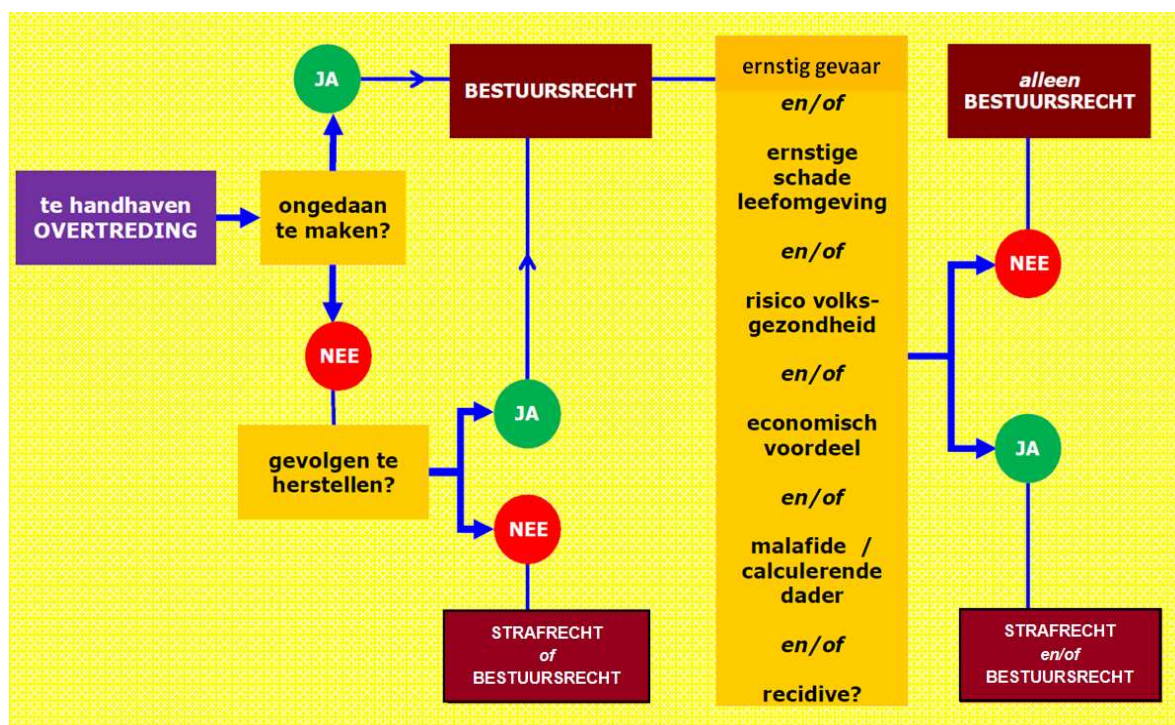 te handhaven
OVERTREDING
ongedaan
te maken?
JA
BESTUURSRECHT
NEE
gevolgen te
herstellen?
JA
NEE
STRAFRECHT
of
BESTUURSRECHT
ernstig gevaar
en/of
ernstige
schade
leefomgeving
en/of
risico volks-
gezondheid
en/of
economisch
voordeel
en/of
malafide /
calculerende
dader
en/of
recidive?
NEE
alleen
BESTUURSRECHT
JA
STRAFRECHT
en/of
BESTUURSRECHT